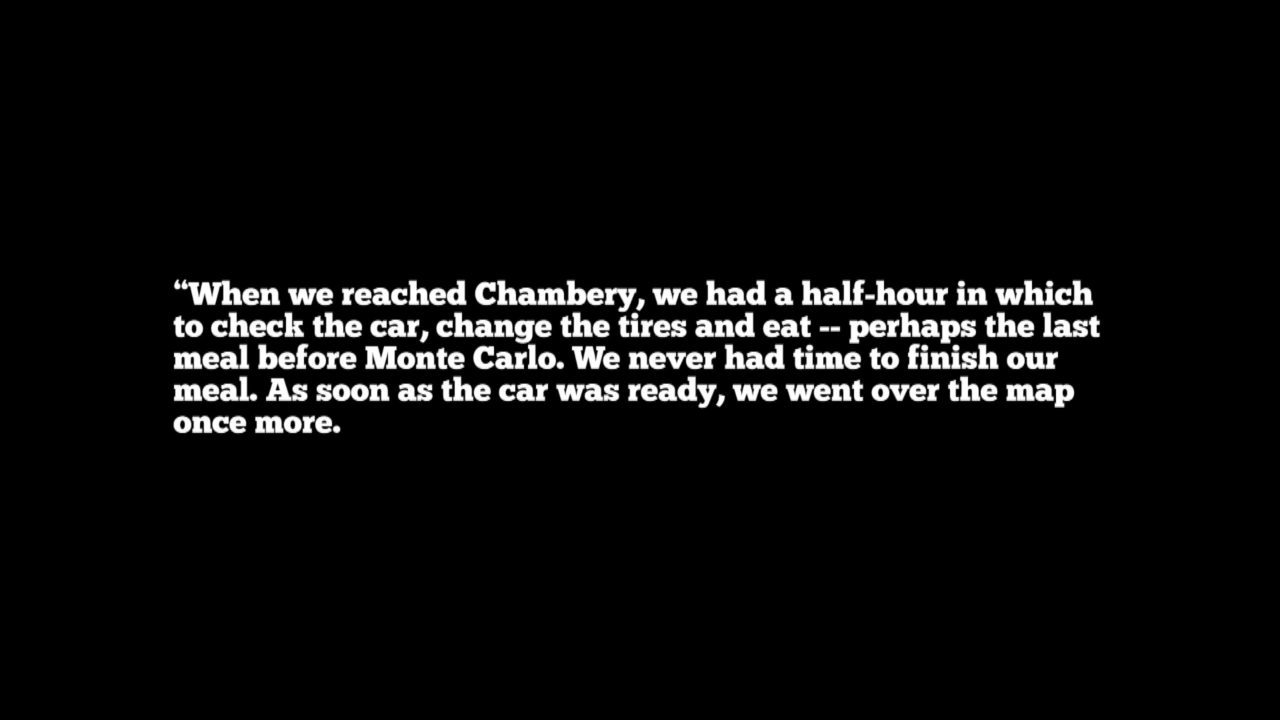 “When we reached Chambery, we had a half-hour in which
to check the car, change the tires and eat -- perhaps the last
meal before Monte Carlo. We never had time to finish our
meal. As soon as the car was ready, we went over the map
once more.